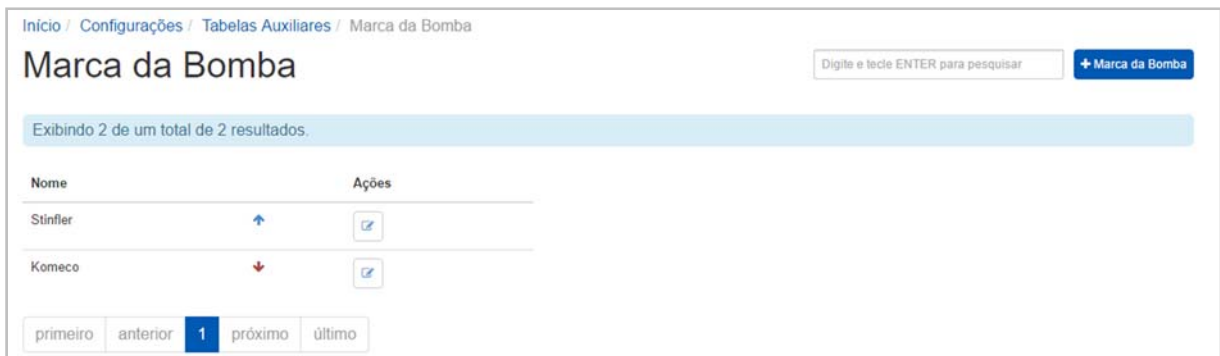 Início / Configurações / Tabelas Auxiliares / Marca da Bomba
Marca da Bomba
Digite e tecle ENTER para pesquisar
+ Marca da Bomba
Exibindo 2 de um total de 2 resultados.
Nome Ações
Stinfler
Komeco
primeiro anterior 1 próximo último